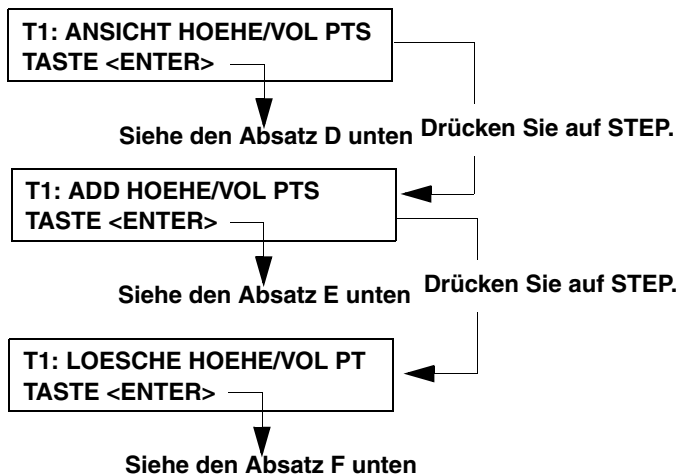 T1: ANSICHT HOEHE/VOL PTS
TASTE <ENTER>
Siehe den Absatz D unten
Drücken Sie auf STEP.
T1: ADD HOEHE/VOL PTS
TASTE <ENTER>
Siehe den Absatz E unten
Drücken Sie auf STEP.
T1: LOESCHE HOEHE/VOL PT
TASTE <ENTER>
Siehe den Absatz F unten